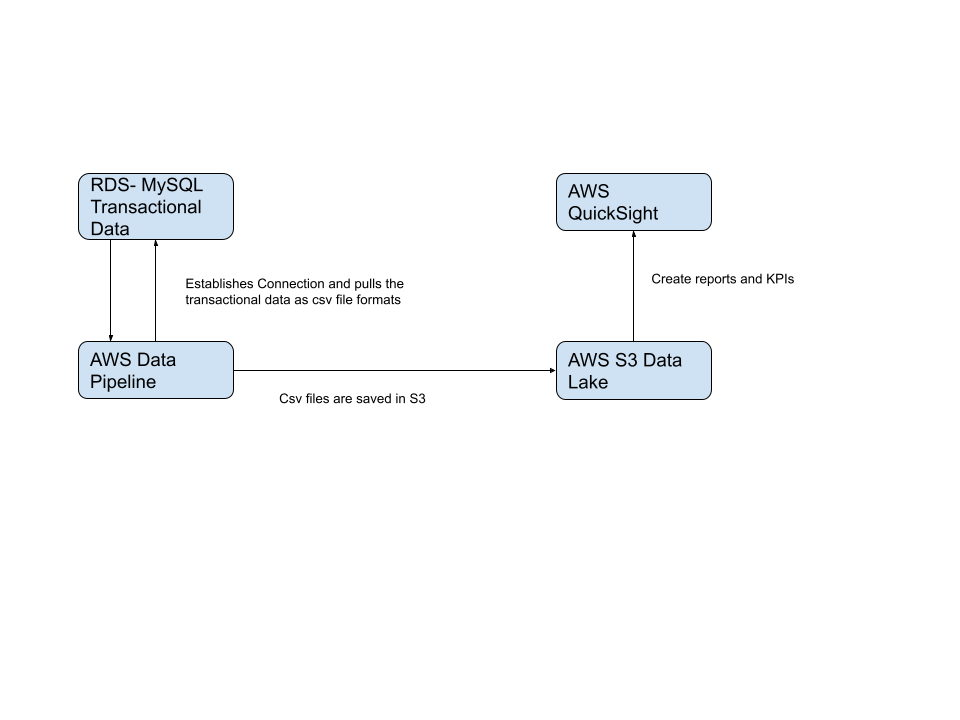 RDS- MySQL
Transactional
Data
AWS
QuickSight
Establishes Connection and pulls the
transactional data as csv file formats
Create reports and KPIs
AWS Data
Pipeline
AWS S3 Data
Lake
Csv files are saved in S3